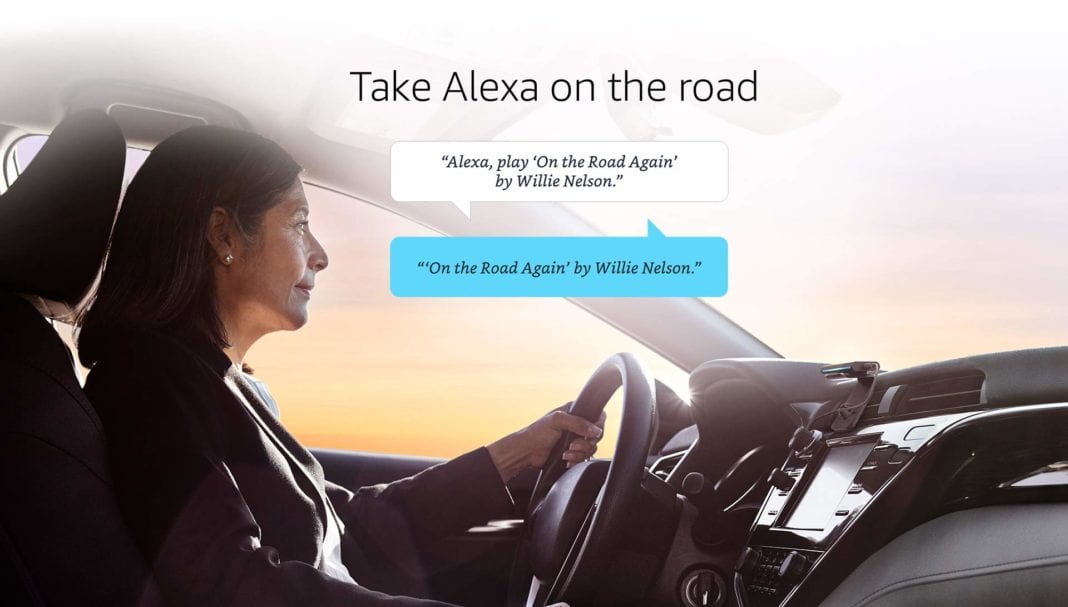 Take Alexa on the road
“Alexa, play ‘On the Road Again’
by Willie Nelson.”
“‘On the Road Again’ by Willie Nelson.”